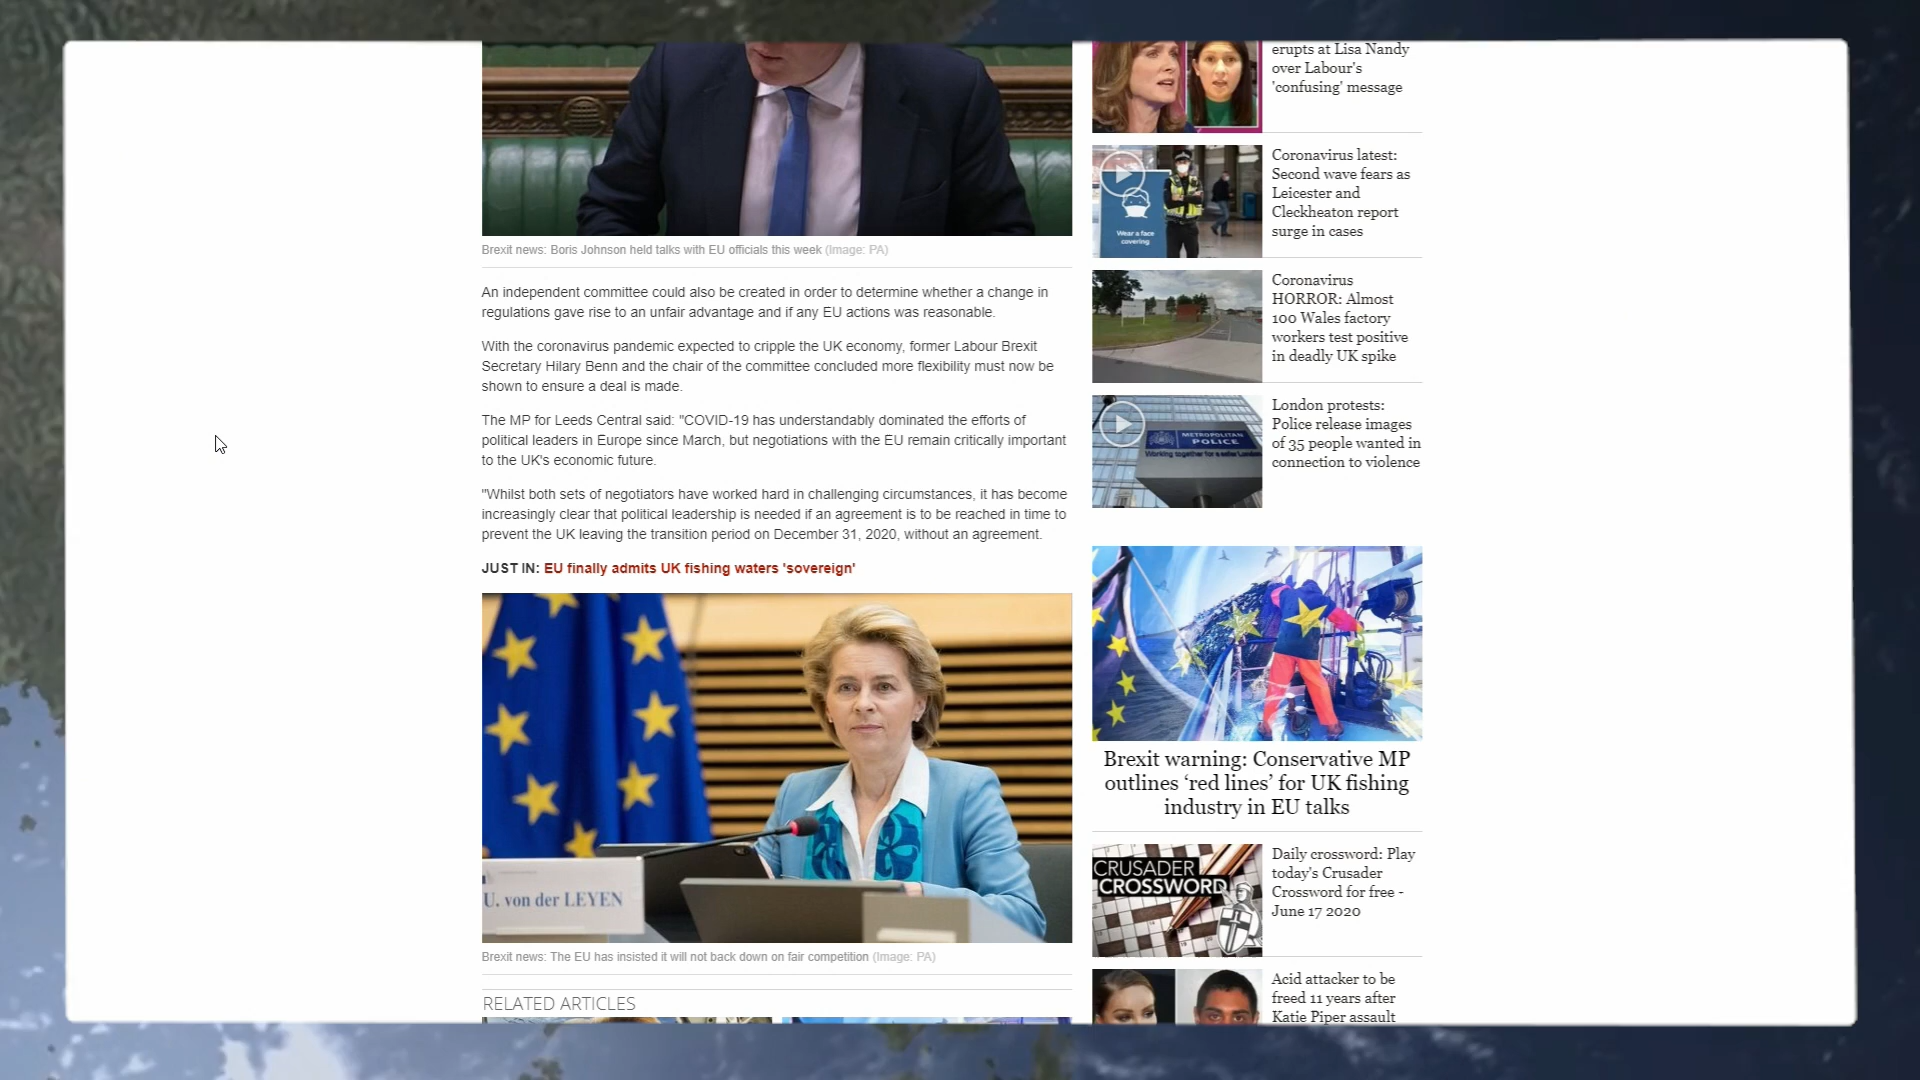 Brexit news: Boris Johnson held talks with EU officials this week (Image: PA)
An independent committee could also be created in order to determine whether a change in
regulations gave rise to an unfair advantage and if any EU actions was reasonable.
With the coronavirus pandemic expected to cripple the UK economy, former Labour Brexit
Secretary Hilary Benn and the chair of the committee concluded more flexibility must now be
shown to ensure a deal is made.
The MP for Leeds Central said: "COVID-19 has understandably dominated the efforts of
political leaders in Europe since March, but negotiations with the EU remain critically important
to the UK's economic future.
"Whilst both sets of negotiators have worked hard in challenging circumstances, it has become
increasingly clear that political leadership is needed if an agreement is to be reached in time to
prevent the UK leaving the transition period on December 31, 2020, without an agreement.
JUST IN: EU finally admits UK fishing waters 'sovereign'
U. von der LEYEN
Brexit news: The EU has insisted it will not back down on fair competition (Image: PA)
RELATED ARTICLES
erupts at Lisa Nandy
over Labour's
'confusing' message
Wear a face
covering
Coronavirus latest:
Second wave fears as
Leicester and
Cleckheaton report
surge in cases
Coronavirus
HORROR: Almost
100 Wales factory
workers test positive
in deadly UK spike
METROPOLITAN
POLICE
Working together for a safer London
London protests:
Police release images
of 35 people wanted in
connection to violence
Brexit warning: Conservative MP
outlines ‘red lines’ for UK fishing
industry in EU talks
CRUSADER
CROSSWORD
Daily crossword: Play
today's Crusader
Crossword for free -
June 17 2020
Acid attacker to be
freed 11 years after
Katie Piper assault